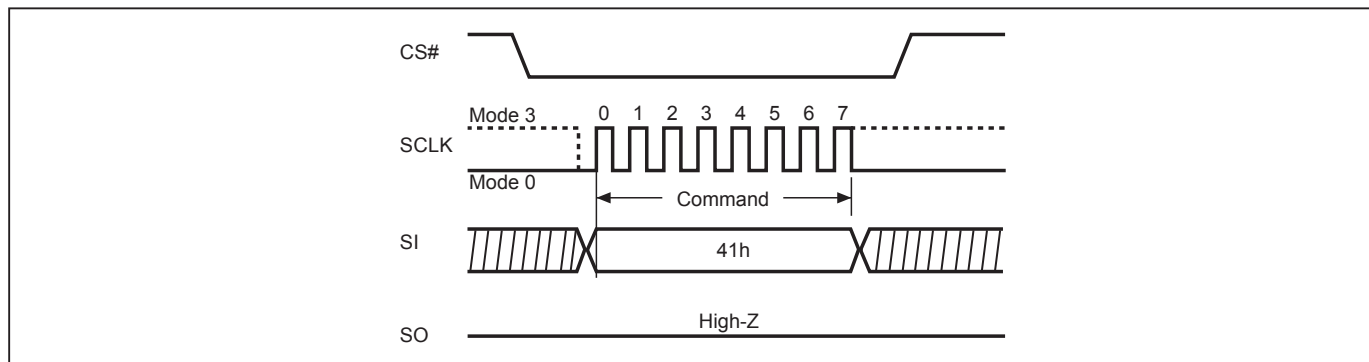 CS#
Mode 3
0 1 2 3 4 5 6 7
SCLK
Mode 0
Command
SI
41h
High-Z
SO